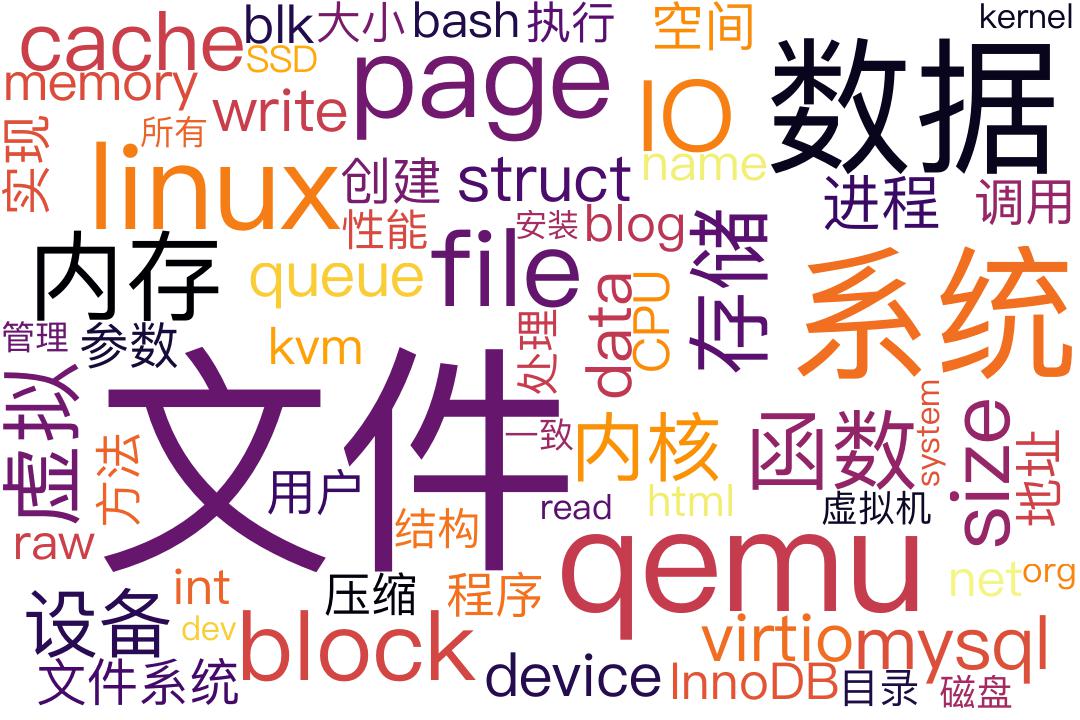 cache
blk
大小
bash
执行
空间
kernel
SSD
memory
page
write
IO
数据
所有
实现
linux
创建
struct
name
进程
调用
性能
安装
blog
内存
queue
file
存储
系统
data
CPU
管理
参数
kvm
处理
虚拟
文件
一致
内核
函数
system
size
地址
方法
用户
read
html
虚拟机
raw
结构
qemu
设备
int
压缩
程序
net
org
dev
block
virtio
mysql
文件系统
device
InnoDB
目录
磁盘